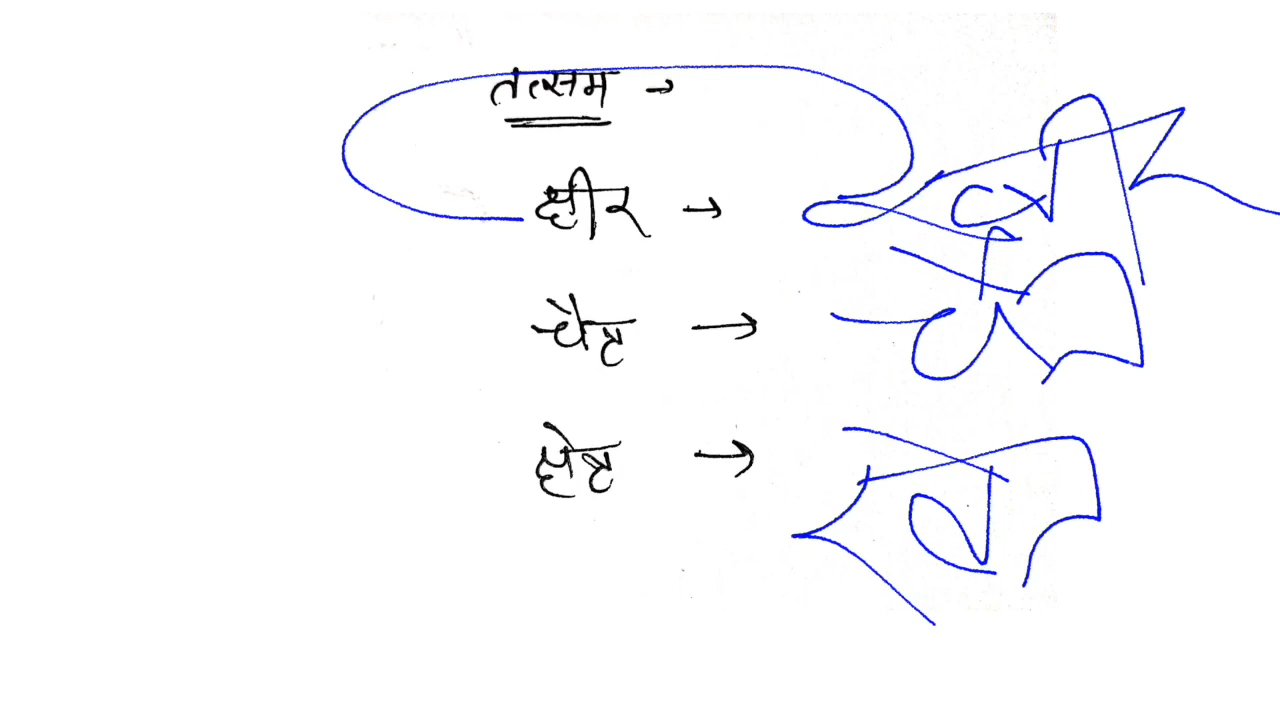 तत्सम →
क्षीर →
चैत्र →
क्षेत्र →